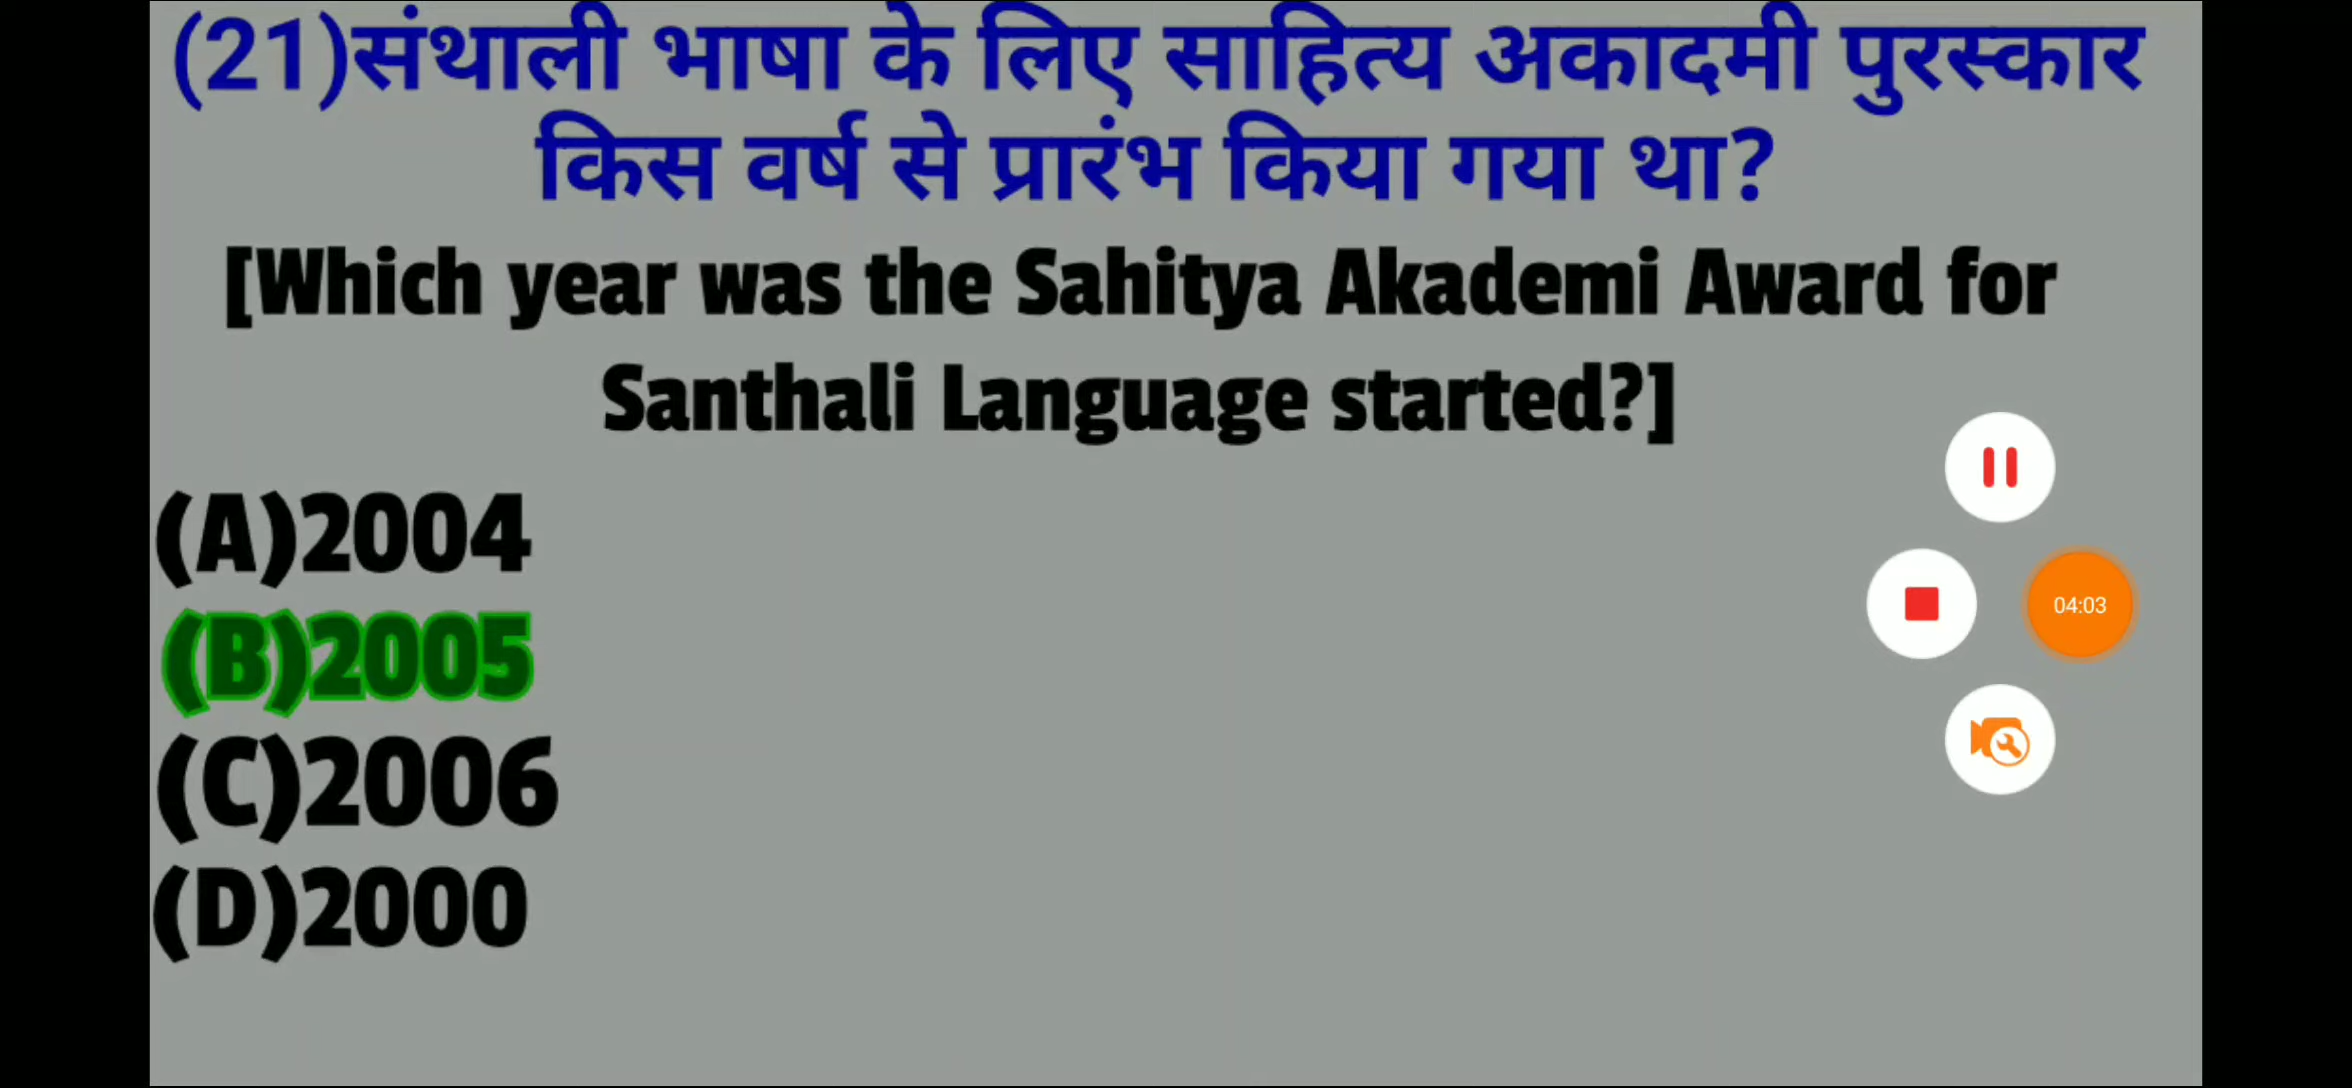 (21)संथाली भाषा के लिए साहित्य अकादमी पुरस्कार
किस वर्ष से प्रारंभ किया गया था?
[Which year was the Sahitya Akademi Award for
Santhali Language started?]
(A)2004
(B)2005
(C)2006
(D)2000
04:03